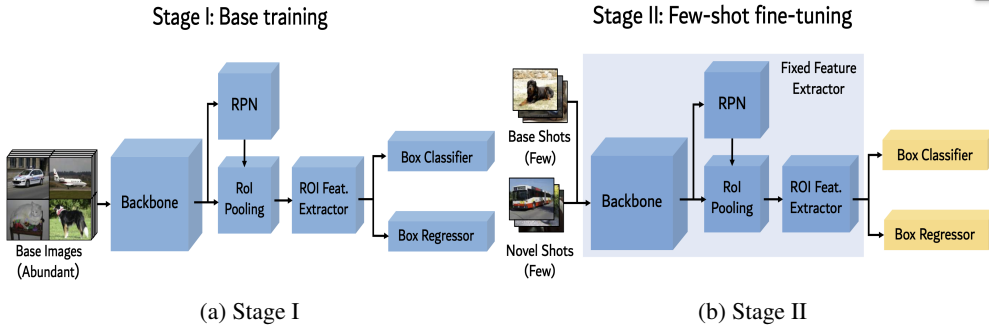 Stage I: Base training
RPN
Backbone
RoI
Pooling
ROI Feat.
Extractor
Box Classifier
Box Regressor
Base Images
(Abundant)
(a) Stage I
Stage II: Few-shot fine-tuning
Fixed Feature
Extractor
Base Shots
(Few)
Novel Shots
(Few)
RPN
Backbone
RoI
Pooling
ROI Feat.
Extractor
Box Classifier
Box Regressor
(b) Stage II